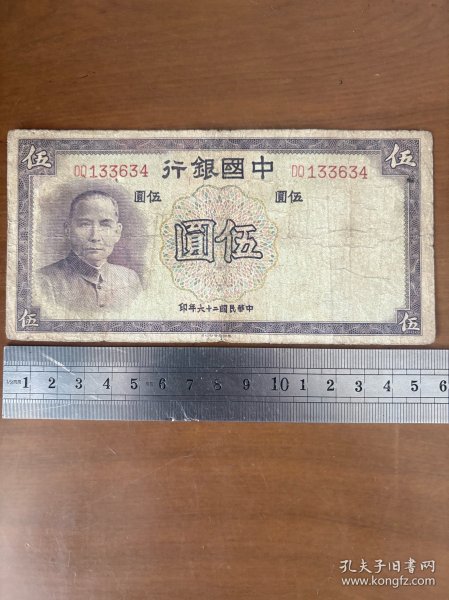 伍 伍
DQ133634 行銀國中 DQ133634
圓伍 圓伍
圓伍
伍 印年六十二國民華中 伍
1 2 3 4 5 6 7 8 9 10 1 2 3 4 5 6
孔夫子旧书网
www.kongfz.com